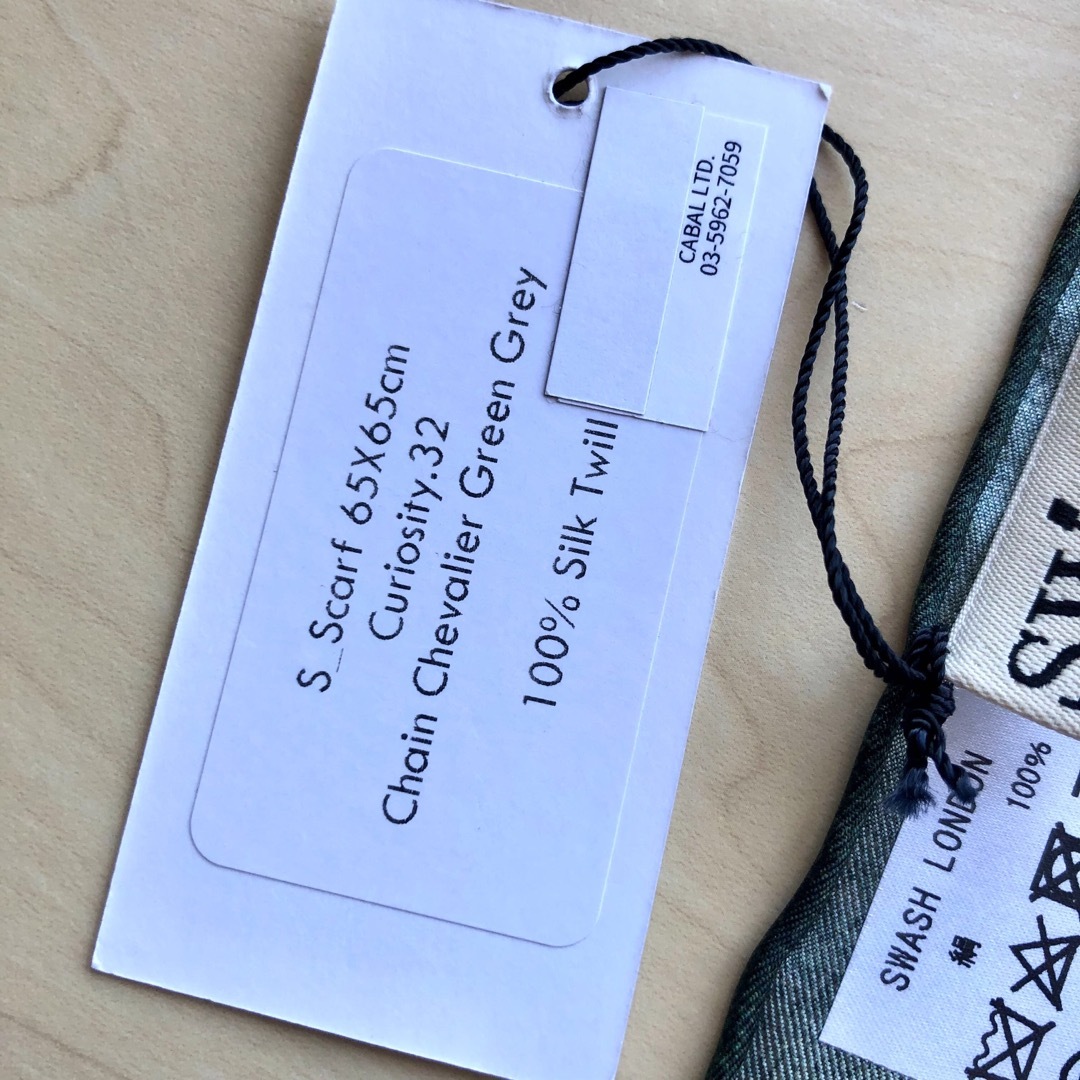 S_Scarf 65X65cm
Curiosity.32
Chain Chevalier Green Grey
100% Silk Twill
CABAL LTD.
03-5962-7059
SWASH LONDON
絹 100%